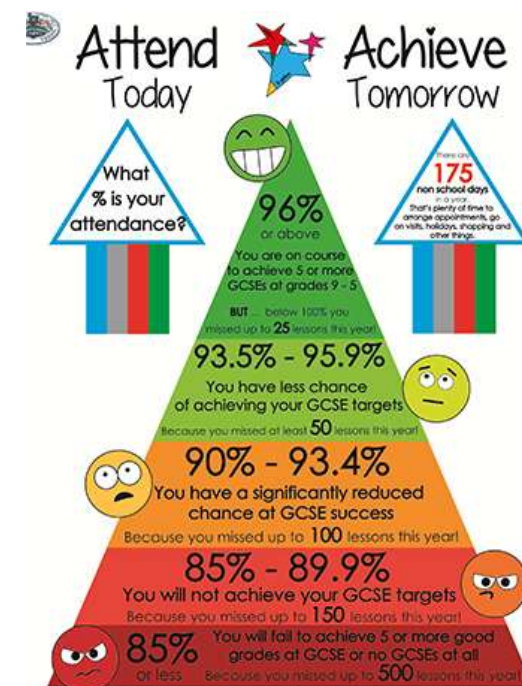 Attend Achieve
Today Tomorrow
What
% is your
attendance?
There are
175
non school days
in a year.
That's plenty of time to
arrange appointments, go
on visits, holidays, shopping and
other things.
96%
or above
You are on course
to achieve 5 or more
GCSEs at grades 9 - 5
BUT ... below 100% you
missed up to 25 lessons this year!
93.5% - 95.9%
You have less chance
of achieving your GCSE targets
Because you missed at least 50 lessons this year!
90% - 93.4%
You have a significantly reduced
chance at GCSE success
Because you missed up to 100 lessons this year!
85% - 89.9%
You will not achieve your GCSE targets
Because you missed up to 150 lessons this year!
85%
or less
You will fail to achieve 5 or more good
grades at GCSE or no GCSEs at all
Because you missed up to 500 lessons this year!